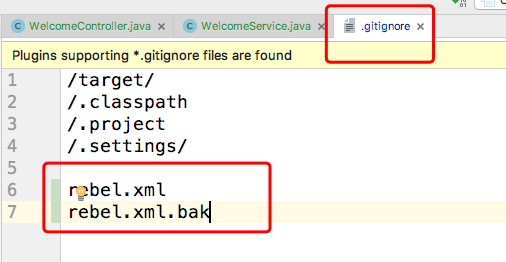 WelcomeController.java WelcomeService.java .gitignore
Plugins supporting *.gitignore files are found
1 /target/
2 /.classpath
3 /.project
4 /.settings/
5
6 rebel.xml
7 rebel.xml.bak